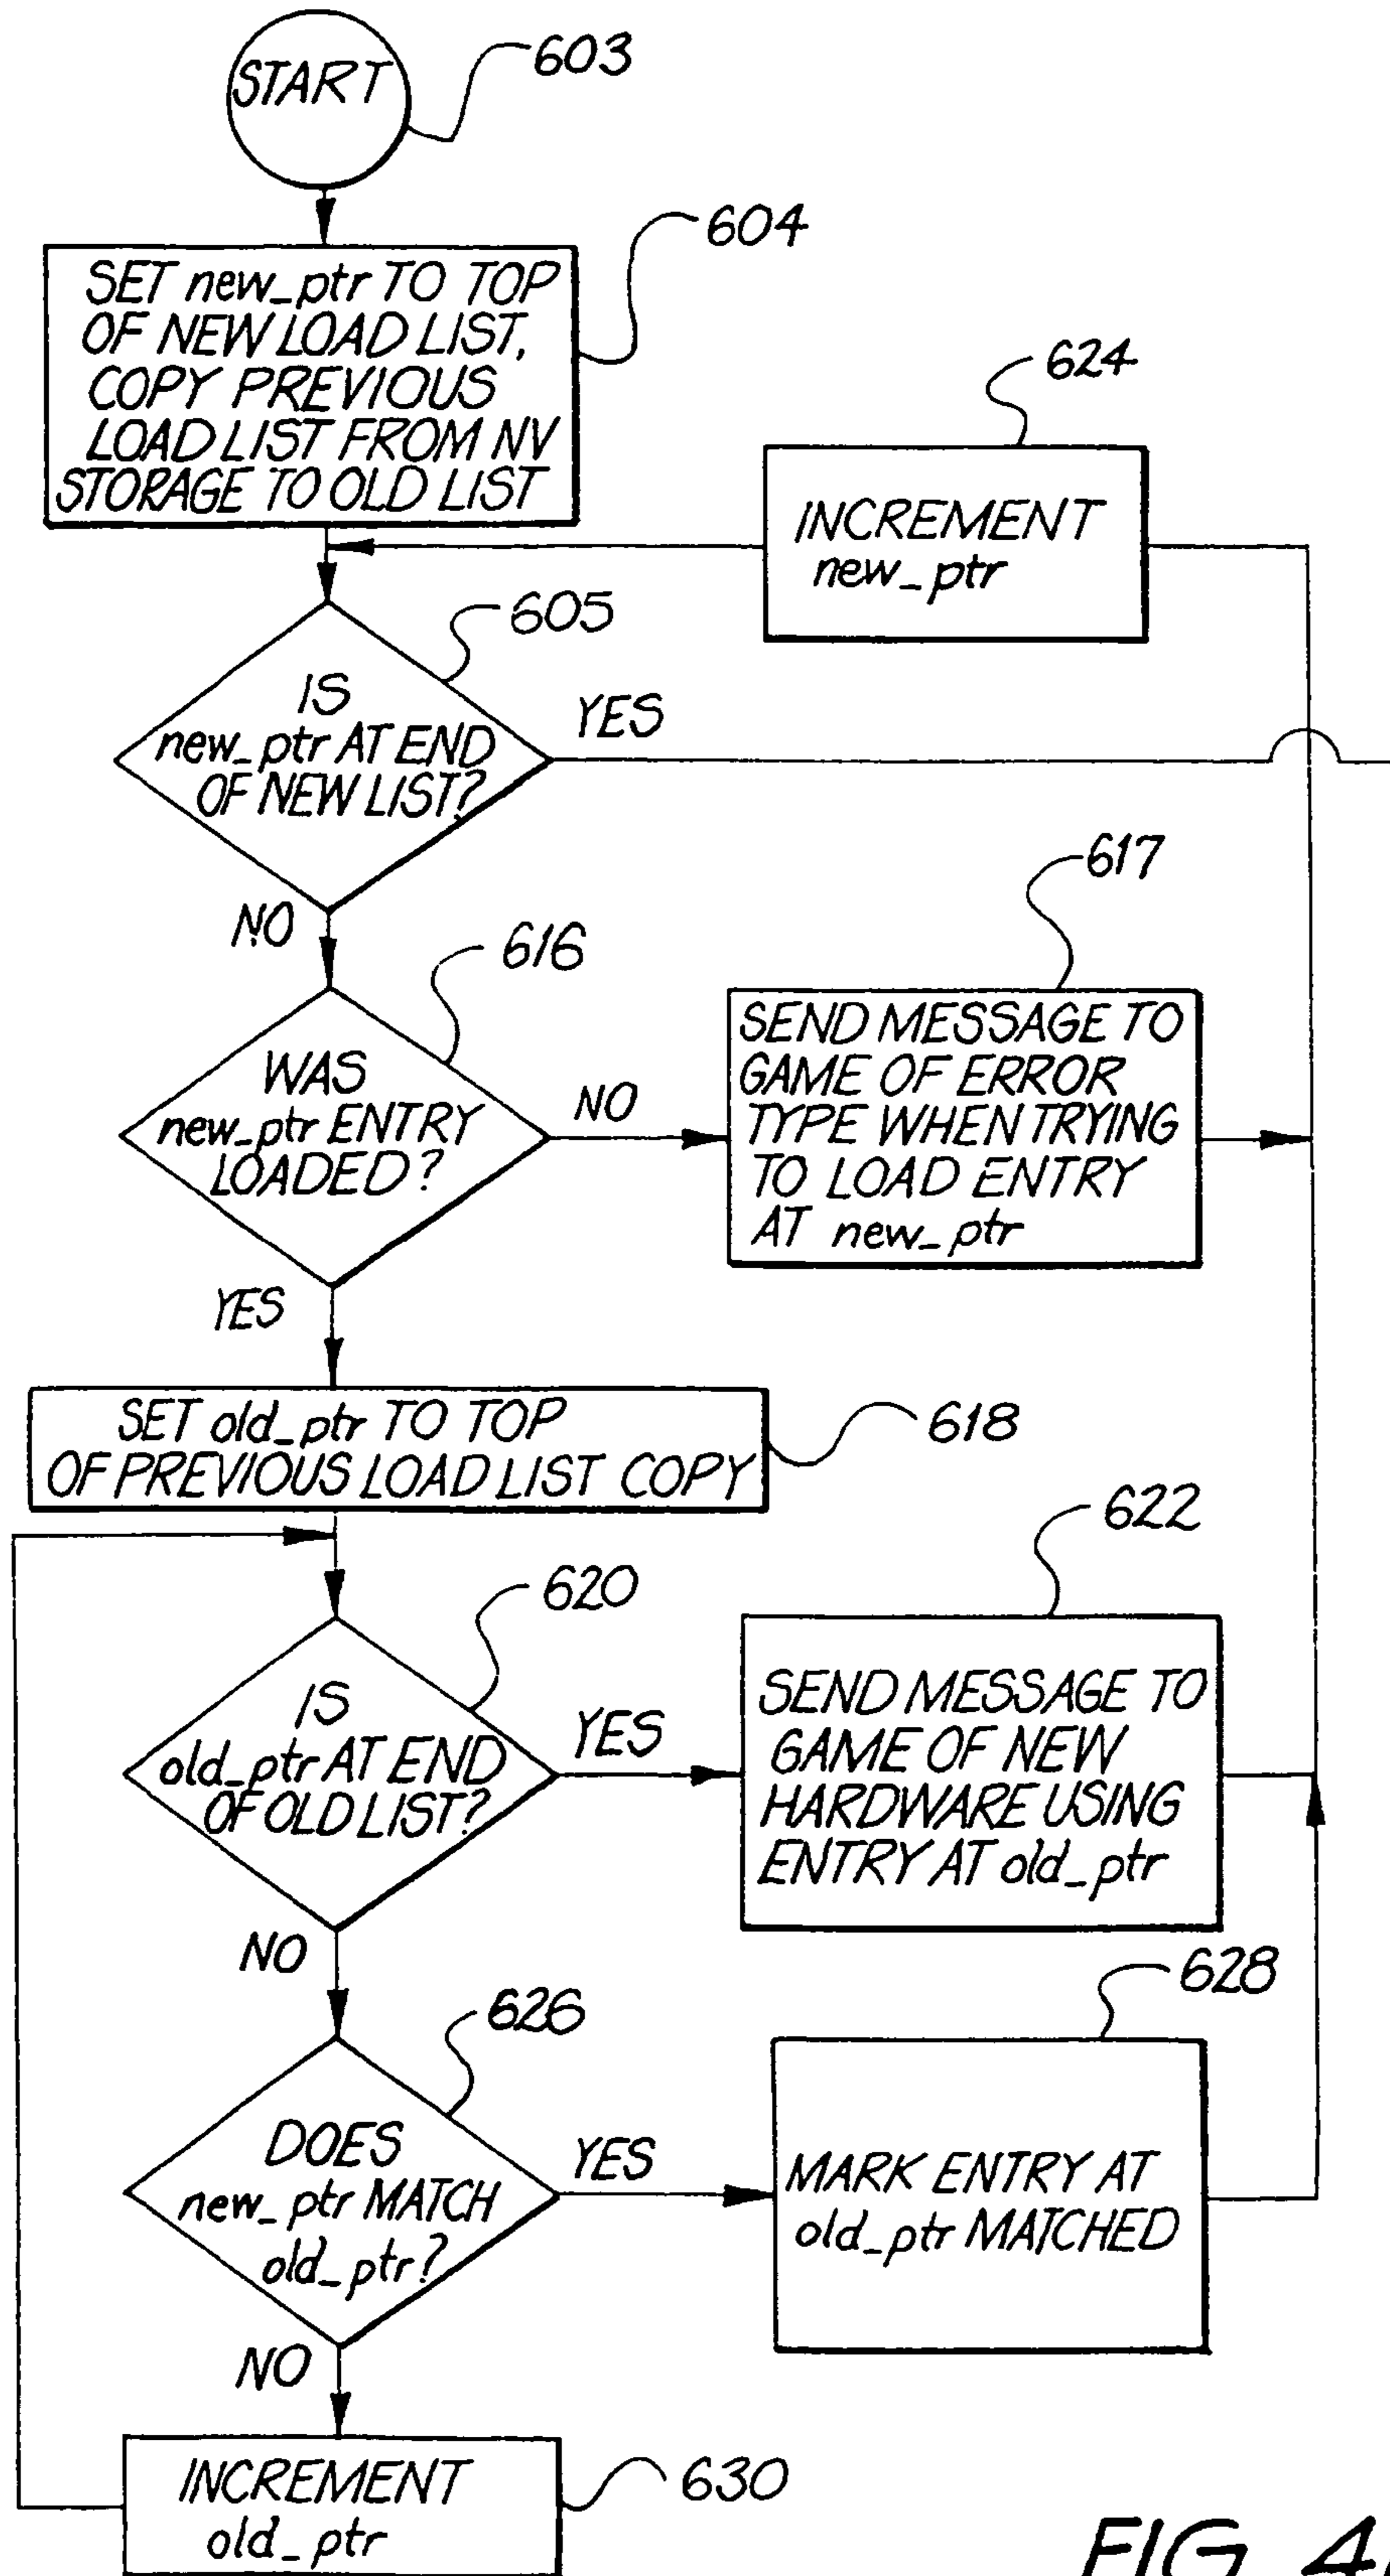 START
603
604
SET new_ptr TO TOP
OF NEW LOAD LIST,
COPY PREVIOUS
LOAD LIST FROM NV
STORAGE TO OLD LIST
624
INCREMENT
new_ptr
605
IS
new_ptr AT END
OF NEW LIST?
YES
NO
616
WAS
new_ptr ENTRY
LOADED?
NO
617
SEND MESSAGE TO
GAME OF ERROR
TYPE WHEN TRYING
TO LOAD ENTRY
AT new_ptr
YES
SET old_ptr TO TOP
OF PREVIOUS LOAD LIST COPY
618
620
IS
old_ptr AT END
OF OLD LIST?
YES
622
SEND MESSAGE TO
GAME OF NEW
HARDWARE USING
ENTRY AT old_ptr
NO
626
DOES
new_ptr MATCH
old_ptr?
YES
628
MARK ENTRY AT
old_ptr MATCHED
NO
INCREMENT
old_ptr
630
FIG. 4